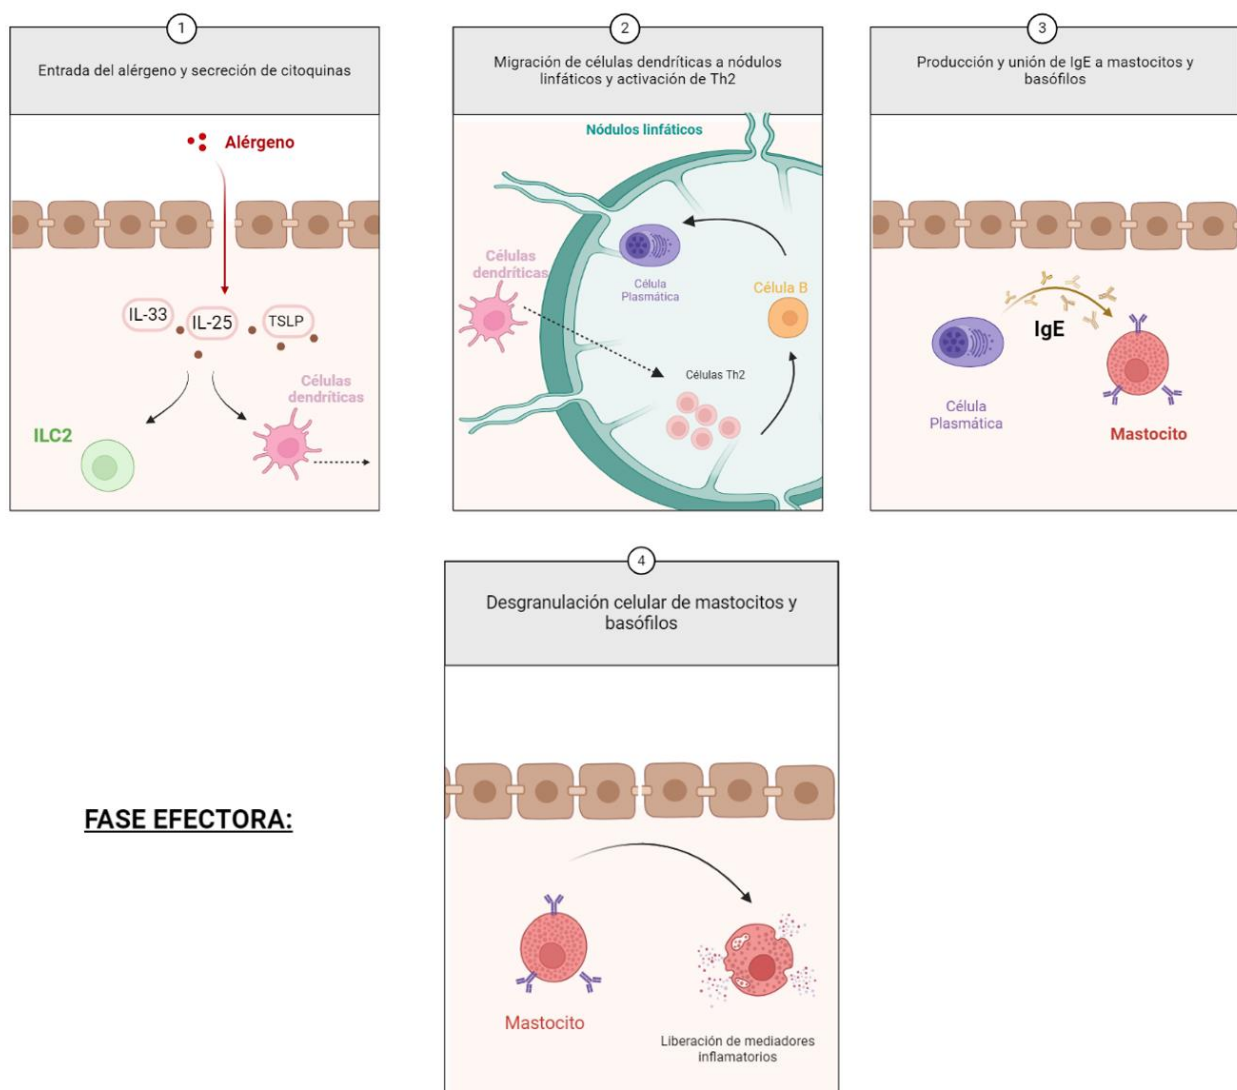 1
Entrada del alérgeno y secreción de citoquinas
Alérgeno
IL-33
IL-25
TSLP
Células
dendríticas
ILC2
2
Migración de células dendríticas a nódulos
linfáticos y activación de Th2
Nódulos linfáticos
Células
dendríticas
Célula
Plasmática
Célula B
Células Th2
3
Producción y unión de IgE a mastocitos y
basófilos
IgE
Célula
Plasmática
Mastocito
4
Desgranulación celular de mastocitos y
basófilos
FASE EFECTORA:
Mastocito
Liberación de mediadores
inflamatorios